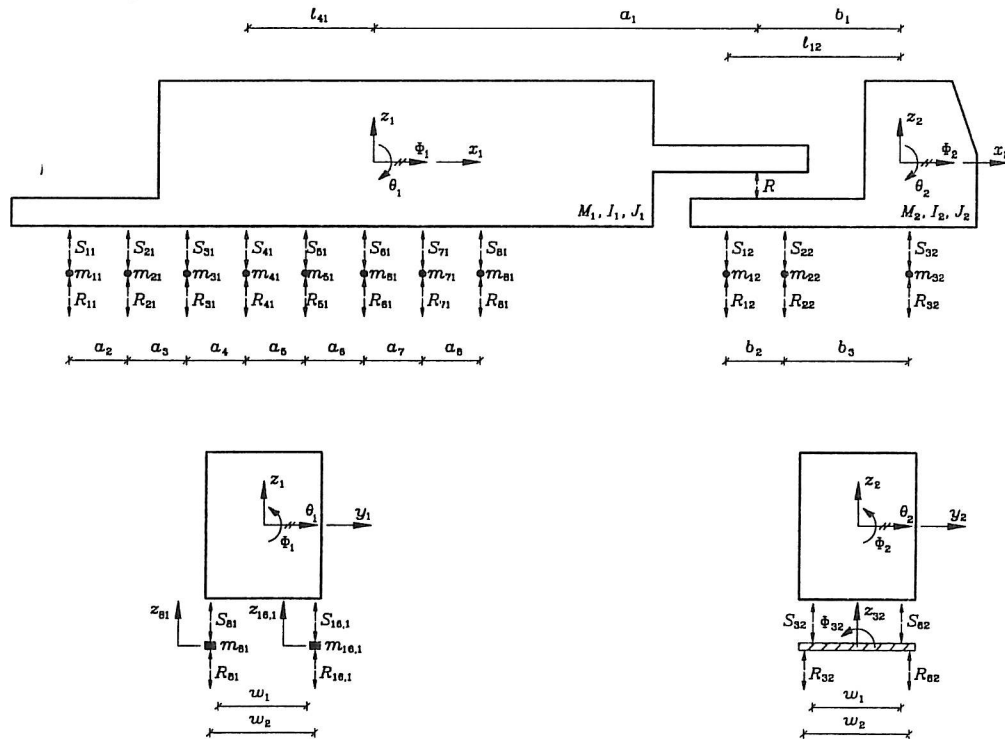 l₄₁ a₁ b₁
l₁₂
z₁ z₂
Φ₁ x₁ Φ₂ x₁
θ₁ R θ₂
M₁, I₁, J₁ M₂, I₂, J₂
S₁₁ S₂₁ S₃₁ S₄₁ S₅₁ S₆₁ S₇₁ S₈₁ S₁₂ S₂₂ S₃₂
m₁₁ m₂₁ m₃₁ m₄₁ m₅₁ m₆₁ m₇₁ m₈₁ m₁₂ m₂₂ m₃₂
R₁₁ R₂₁ R₃₁ R₄₁ R₅₁ R₆₁ R₇₁ R₈₁ R₁₂ R₂₂ R₃₂
a₂ a₃ a₄ a₅ a₆ a₇ a₈ b₂ b₃
z₁ z₂
θ₁ y₁ θ₂ y₂
Φ₁ Φ₂
z₈₁ z₁₆,₁ z₃₂
S₈₁ S₁₆,₁ S₃₂ Φ₃₂ S₆₂
m₈₁ m₁₆,₁
R₈₁ R₁₆,₁ R₃₂ R₆₂
w₁ w₁
w₂ w₂